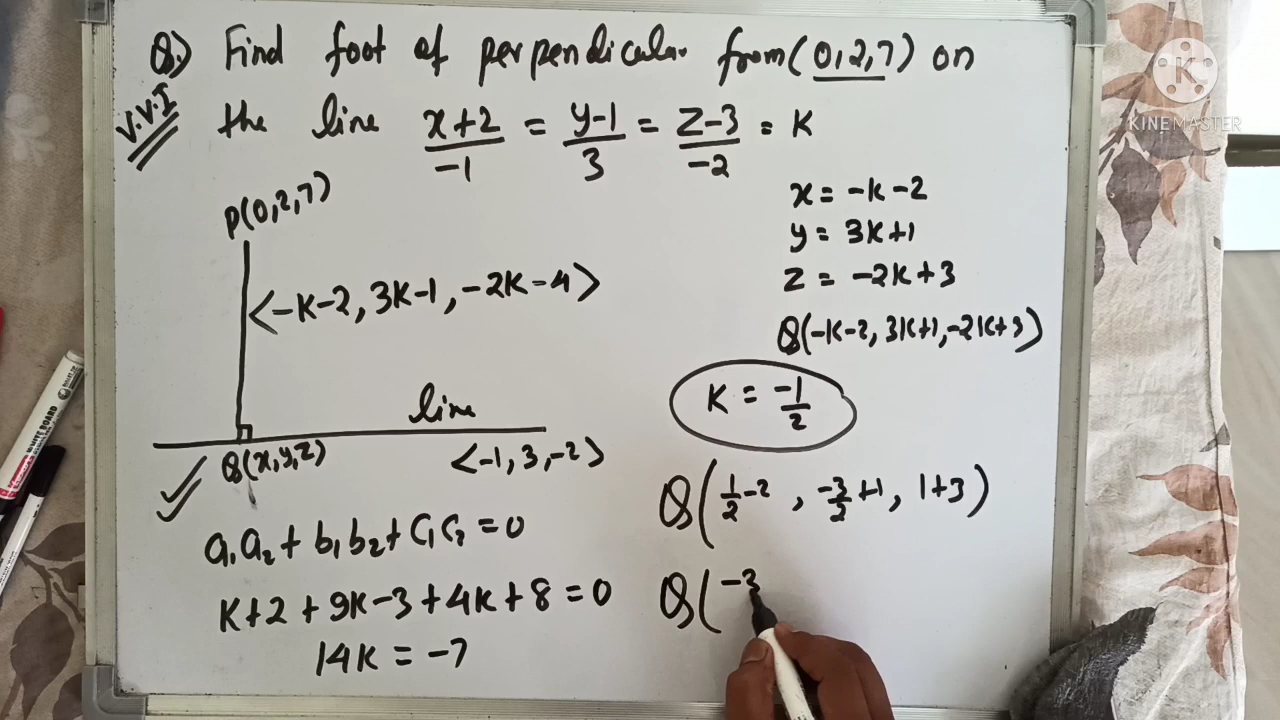 Q.) Find foot of perpendicular from (0,2,7) on
V.V.I
the line x+2/-1 = y-1/3 = z-3/-2 = K
P(0,2,7)
<-K-2, 3K-1, -2K-4>
line
Q(x,y,z)
<-1, 3, -2>
a₁a₂ + b₁b₂ + c₁c₂ = 0
K+2 + 9K-3 + 4K+8 = 0
14K = -7
x = -K-2
y = 3K+1
z = -2K+3
Q(-K-2, 3K+1, -2K+3)
K = -1/2
Q(1/2-2, -3/2+1, 1+3)
Q(-3
K
KINEMASTER
WHITE BOARD